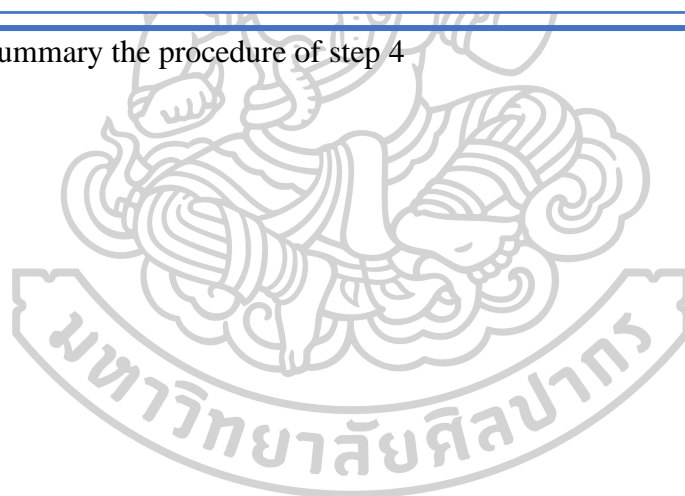 ummary the procedure of step 4
มหาวิทยาลัยศิลปากร